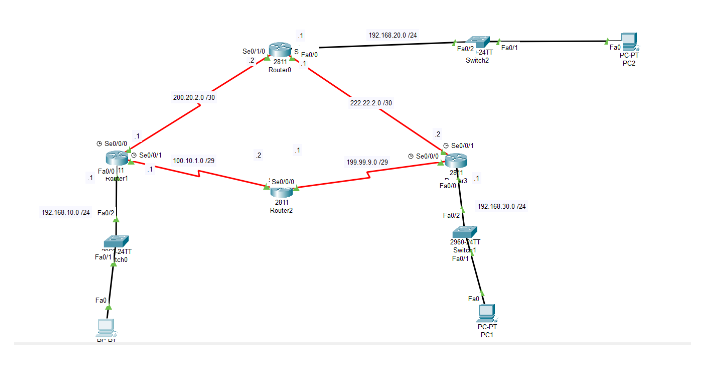 192.168.20.0 /24
.1
Se0/1/0
Fa0/0
.2
2811
Router0
.1
Fa0/2
-24TT
Switch2
Fa0/1
Fa0
PC-PT
PC2
200.20.2.0 /30
222.22.2.0 /30
.1
Se0/0/0
Se0/0/1
Fa0/0
Router1
.1
.1
100.10.1.0 /29
.2
.1
199.99.9.0 /29
.2
Se0/0/1
Se0/0/0
Fa0/0
.1
Se0/0/0
2811
Router2
192.168.10.0 /24
Fa0/2
-24TT
Fa0/1
Fa0
192.168.30.0 /24
Fa0/2
2960-24TT
Switch1
Fa0/1
Fa0
PC-PT
PC1